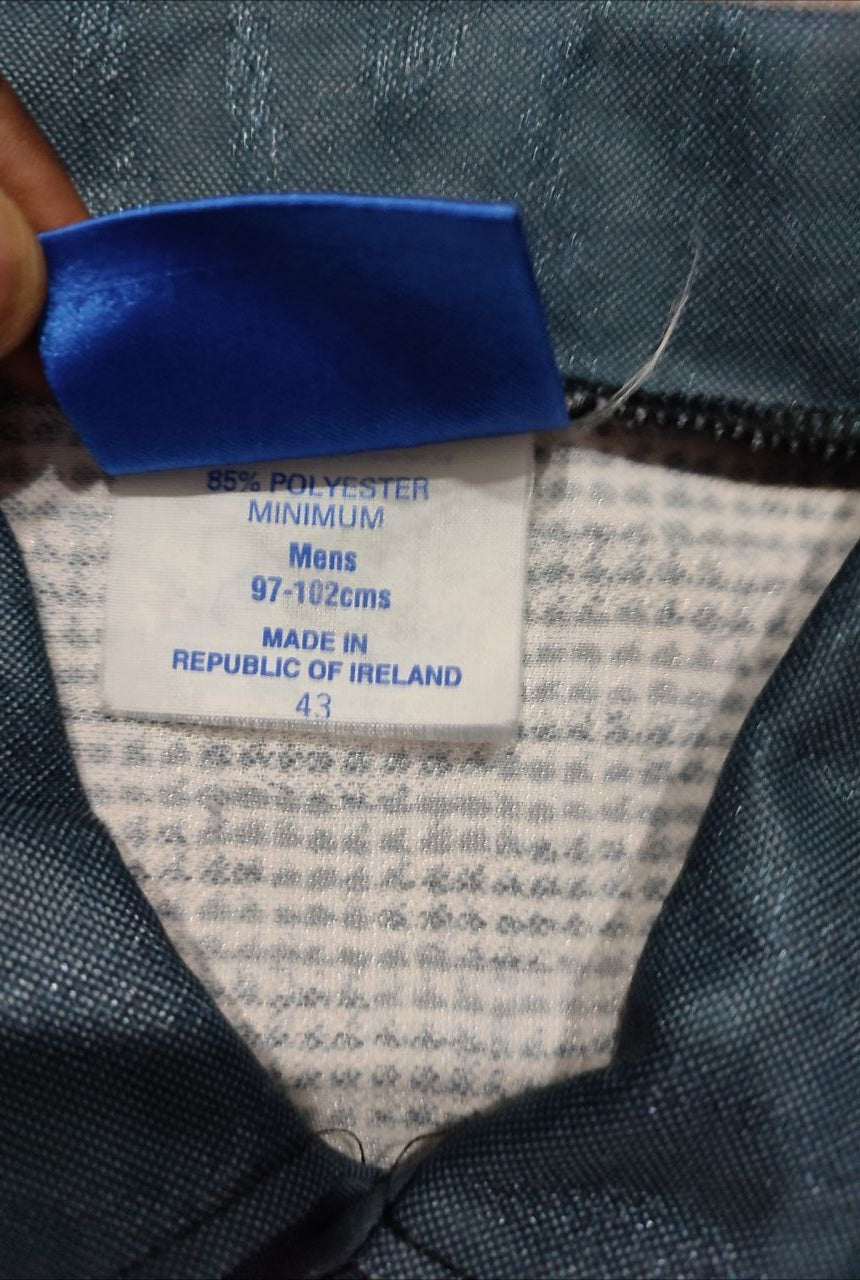 85% POLYESTER
MINIMUM
Mens
97-102cms
MADE IN
REPUBLIC OF IRELAND
43